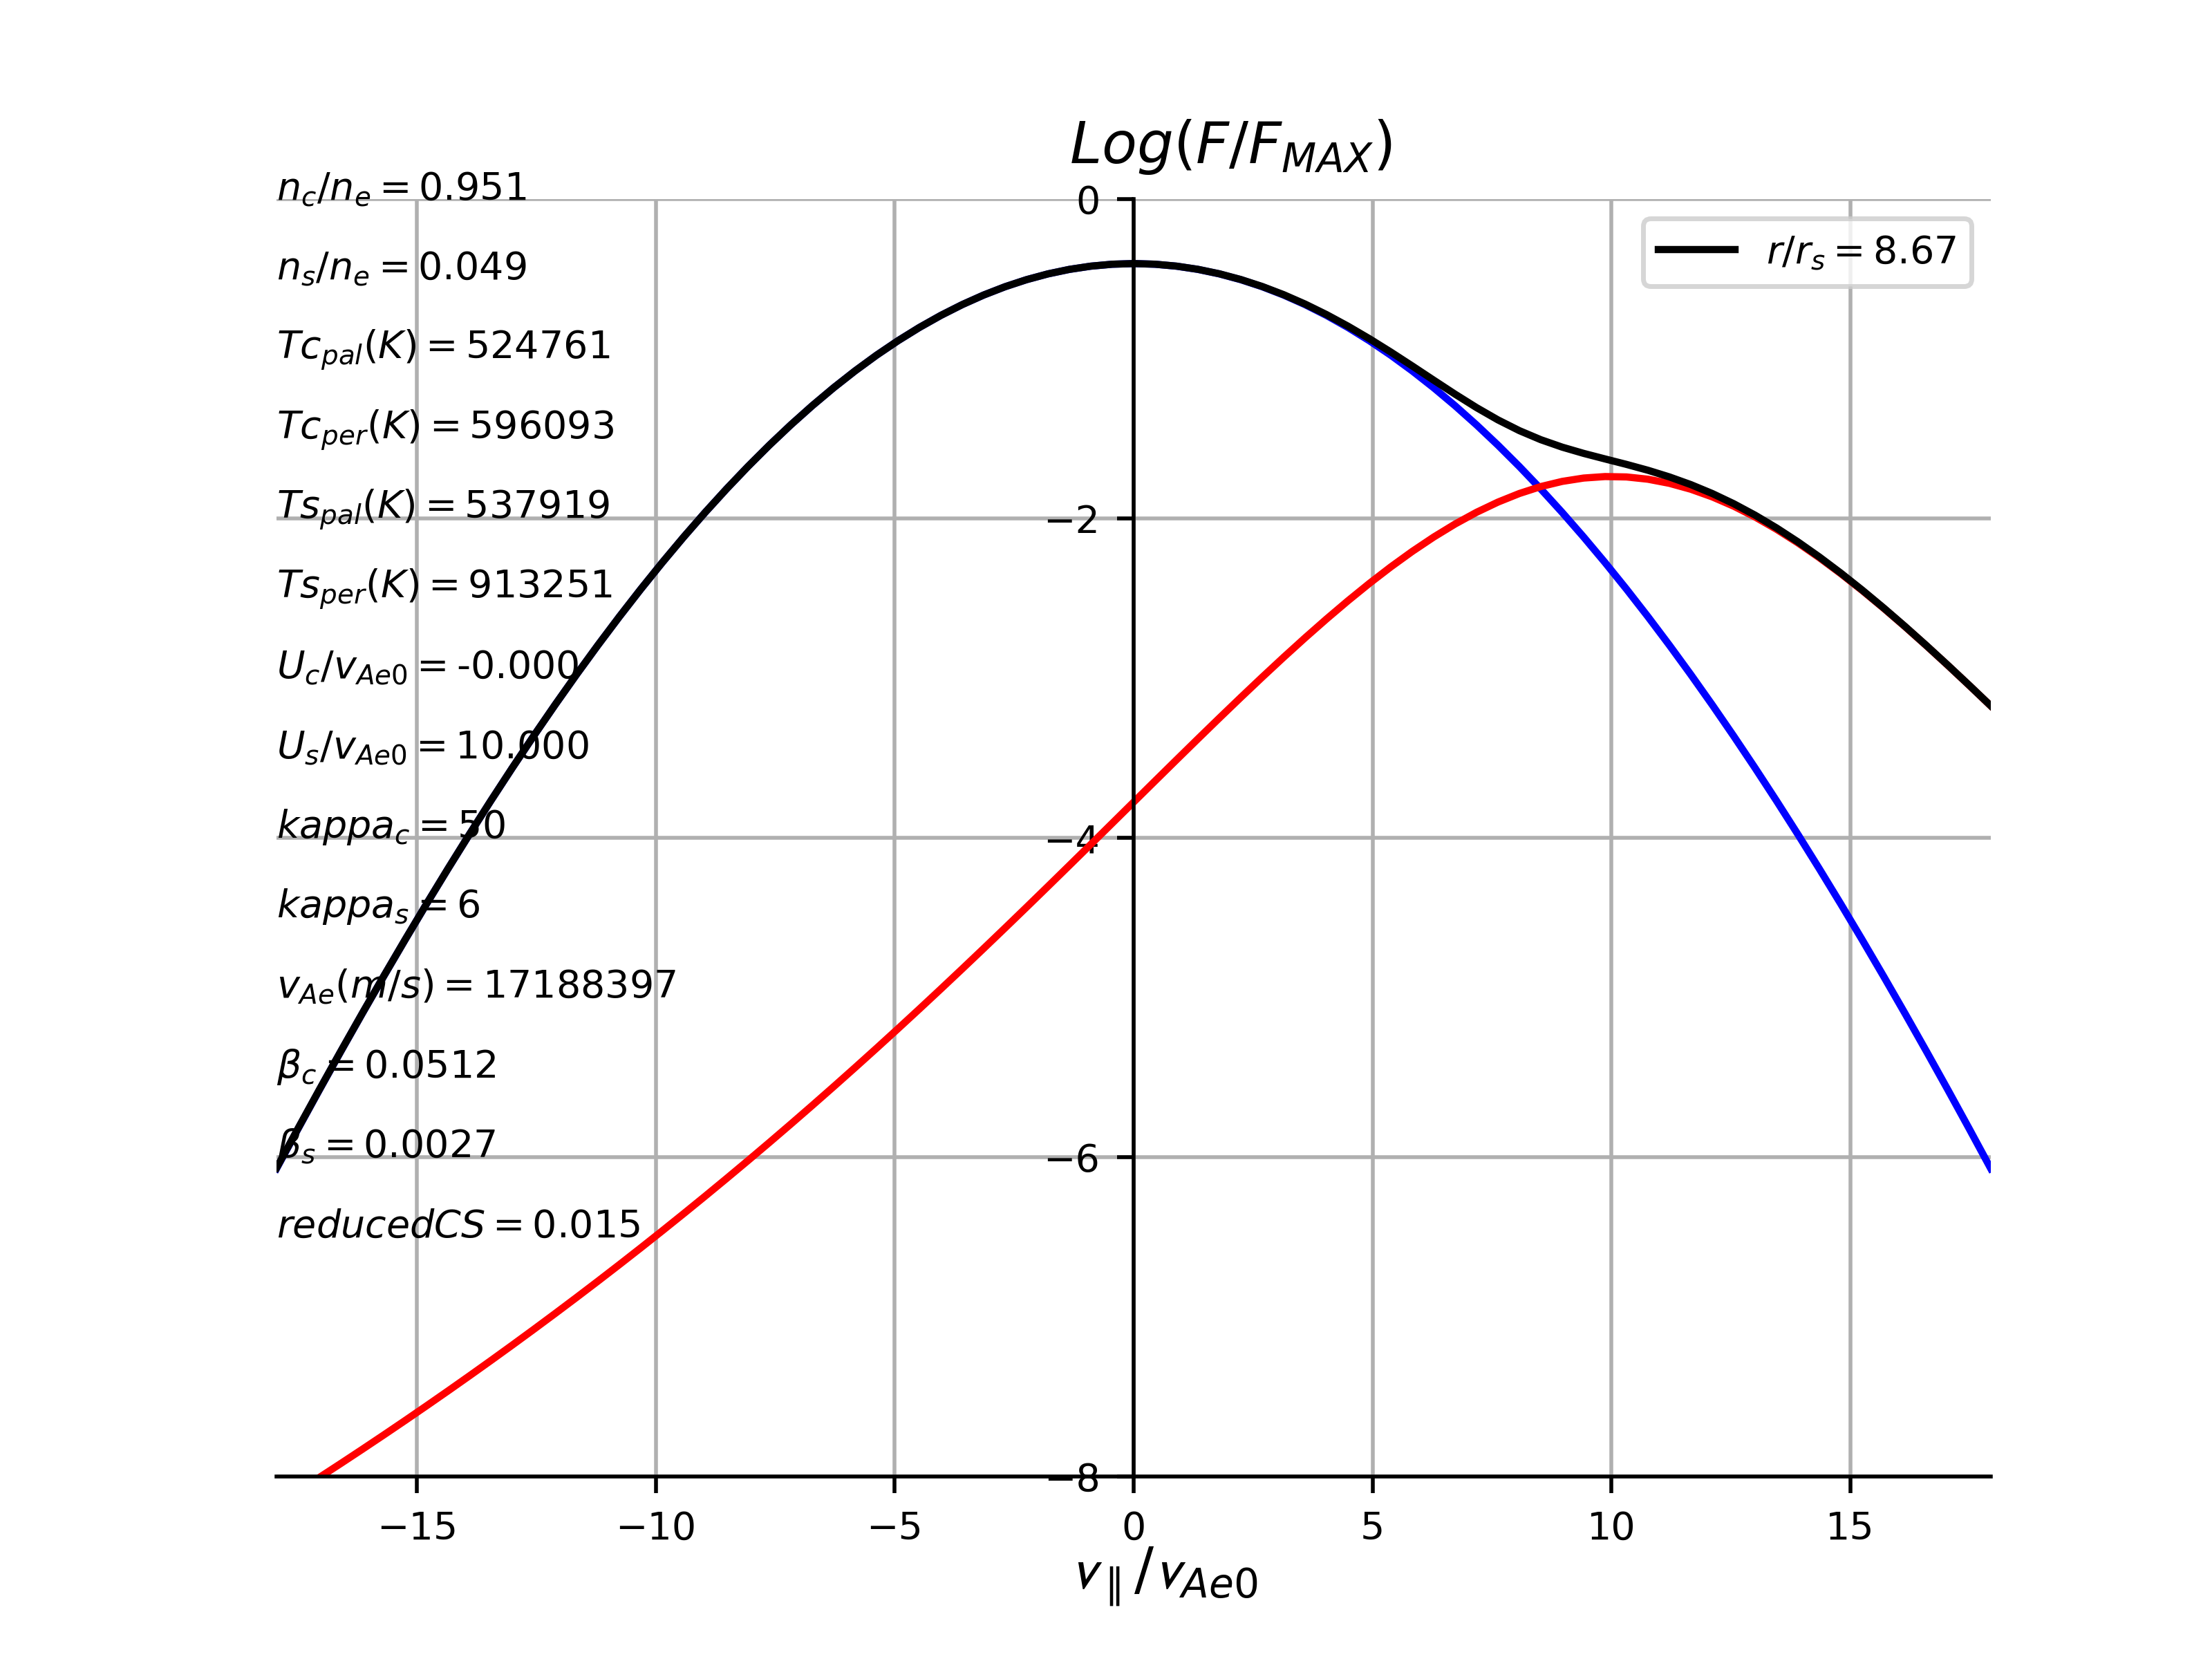 Log(F/F_MAX)
n_c/n_e = 0.951
n_s/n_e = 0.049
Tc_pal(K) = 524761
Tc_per(K) = 596093
Ts_pal(K) = 537919
Ts_per(K) = 913251
U_c/v_Ae0 = -0.000
U_s/v_Ae0 = 10.000
kappa_c = 50
kappa_s = 6
v_Ae(m/s) = 17188397
β_c = 0.0512
β_s = 0.0027
reducedCS = 0.015
r/r_s = 8.67
0
−2
−4
−6
−8
−15 −10 −5 0 5 10 15
v_∥/v_Ae0